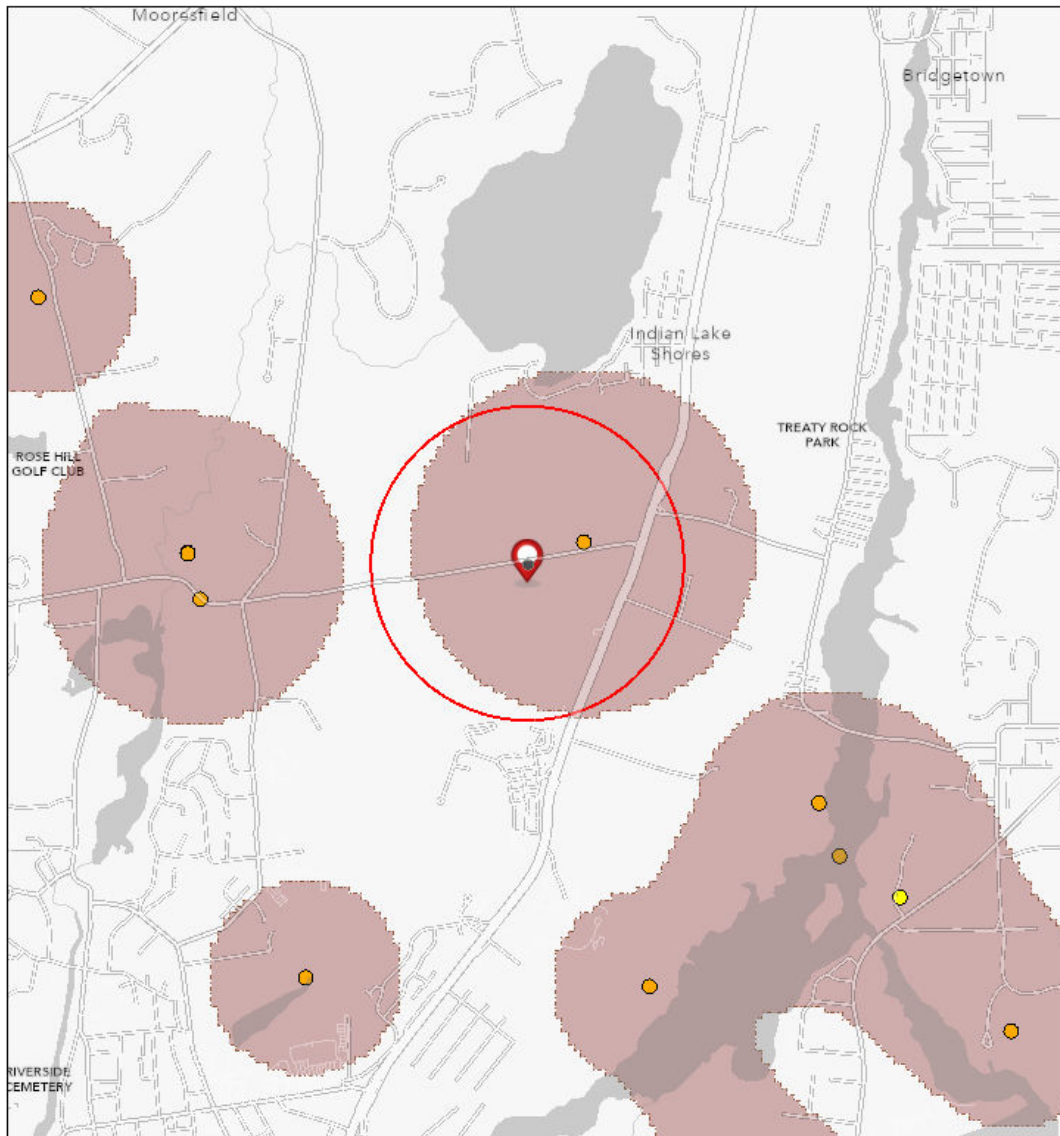 Mooresfield
Bridgetown
Indian Lake
Shores
TREATY ROCK
PARK
ROSE HILL
GOLF CLUB
RIVERSIDE
CEMETERY